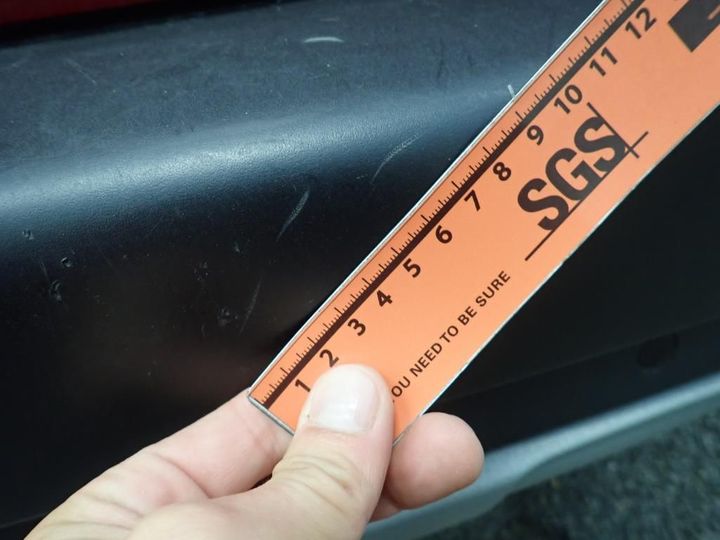 1 2 3 4 5 6 7 8 9 10 11 12
SGS
OU NEED TO BE SURE